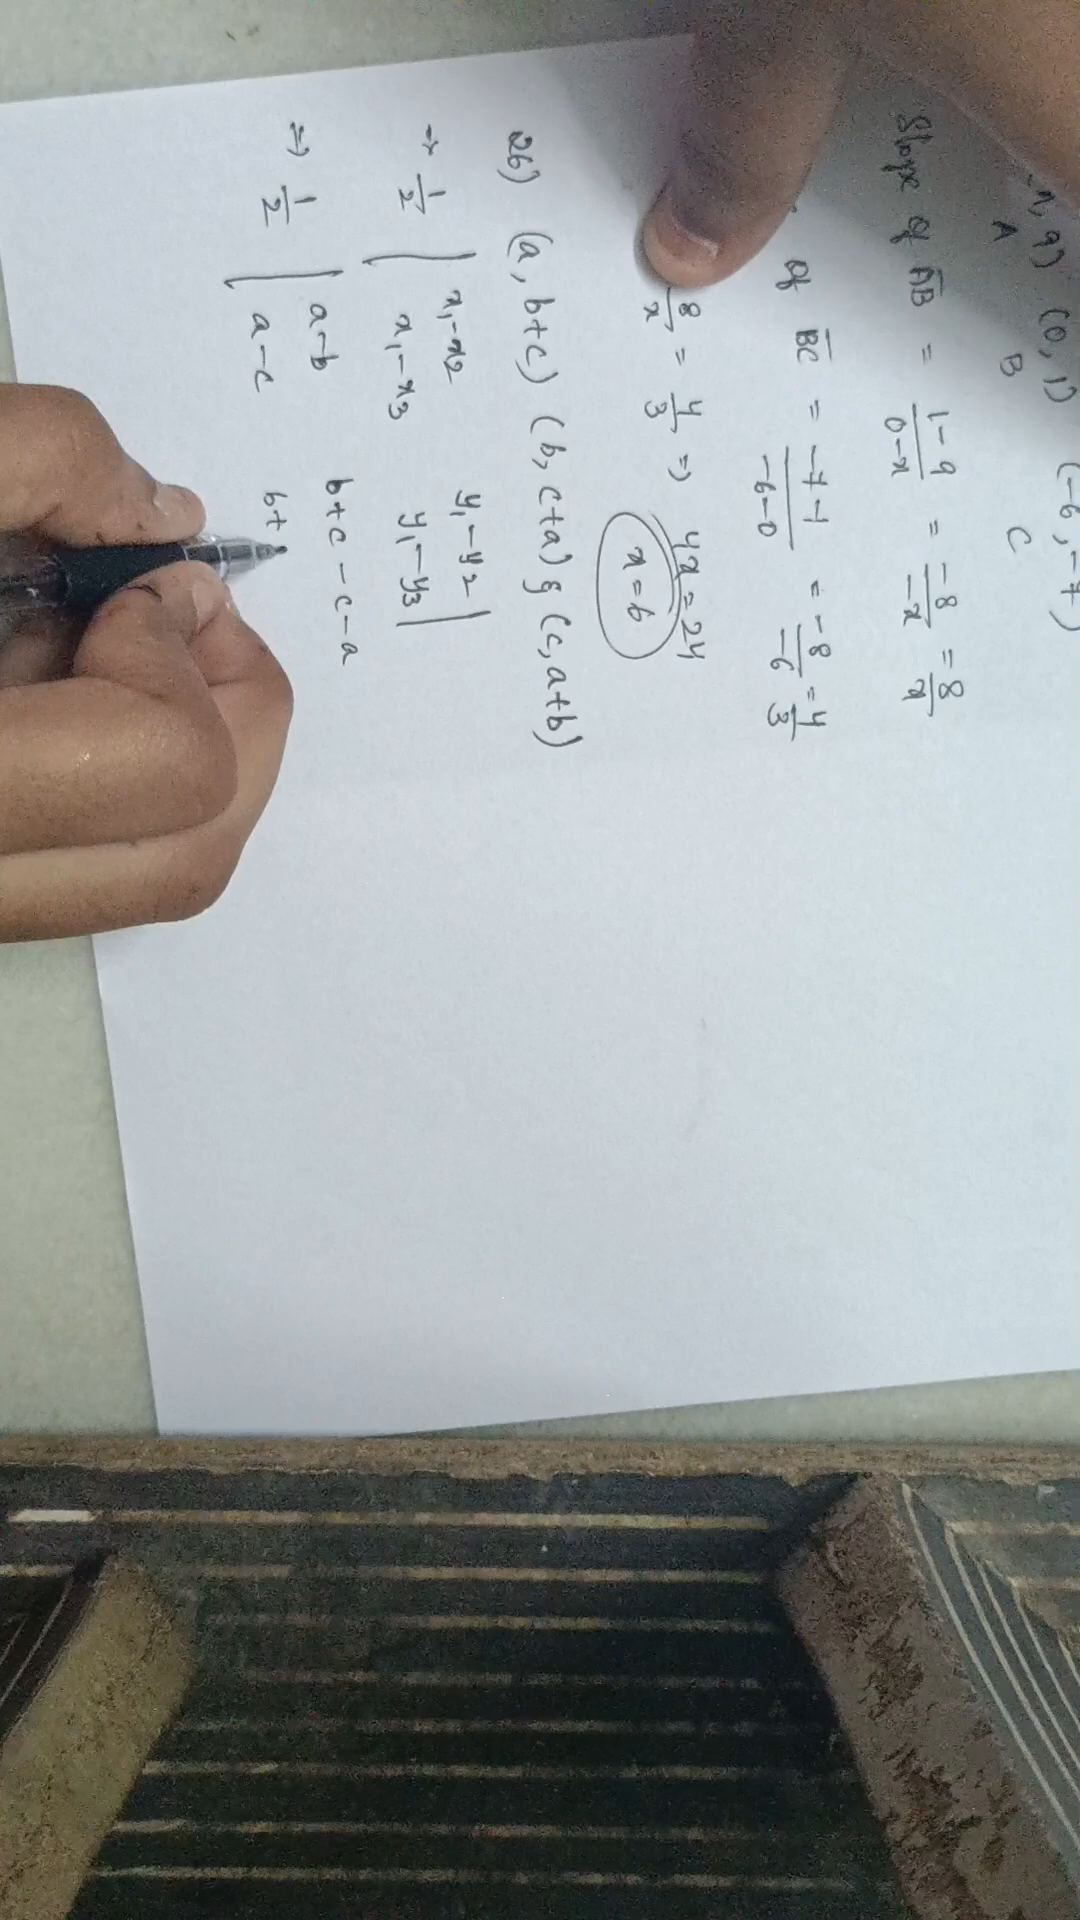 x, 9) (0, 1) (-6, -7)
A B C
Slope of AB = 1-9/0-x = -8/-x = 8/x
of BC = -7-1/-6-0 = -8/-6 = 4/3
8/x = 4/3 => 4x = 24
x = 6
26) (a, b+c) (b, c+a) & (c, a+b)
→ 1/2 | x1-x2 y1-y2 |
x1-x3 y1-y3
=> 1/2 | a-b b+c-c-a
a-c b+